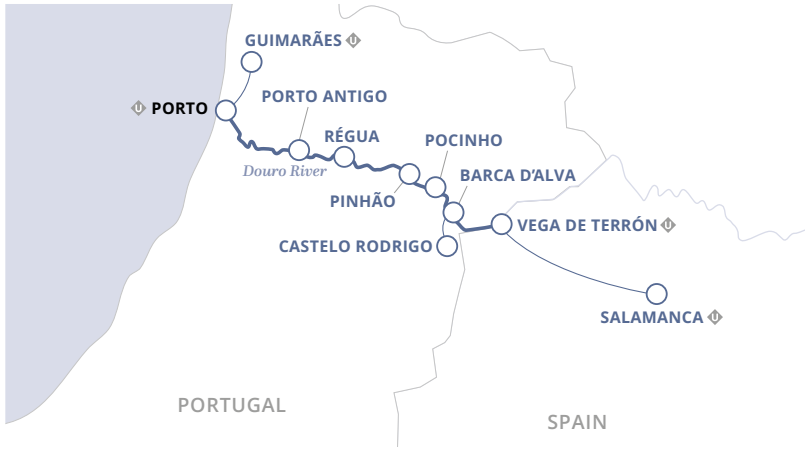 GUIMARÃES U
U PORTO
PORTO ANTIGO
RÉGUA
POCINHO
Douro River
BARCA D'ALVA
PINHÃO
VEGA DE TERRÓN U
CASTELO RODRIGO
SALAMANCA U
PORTUGAL
SPAIN